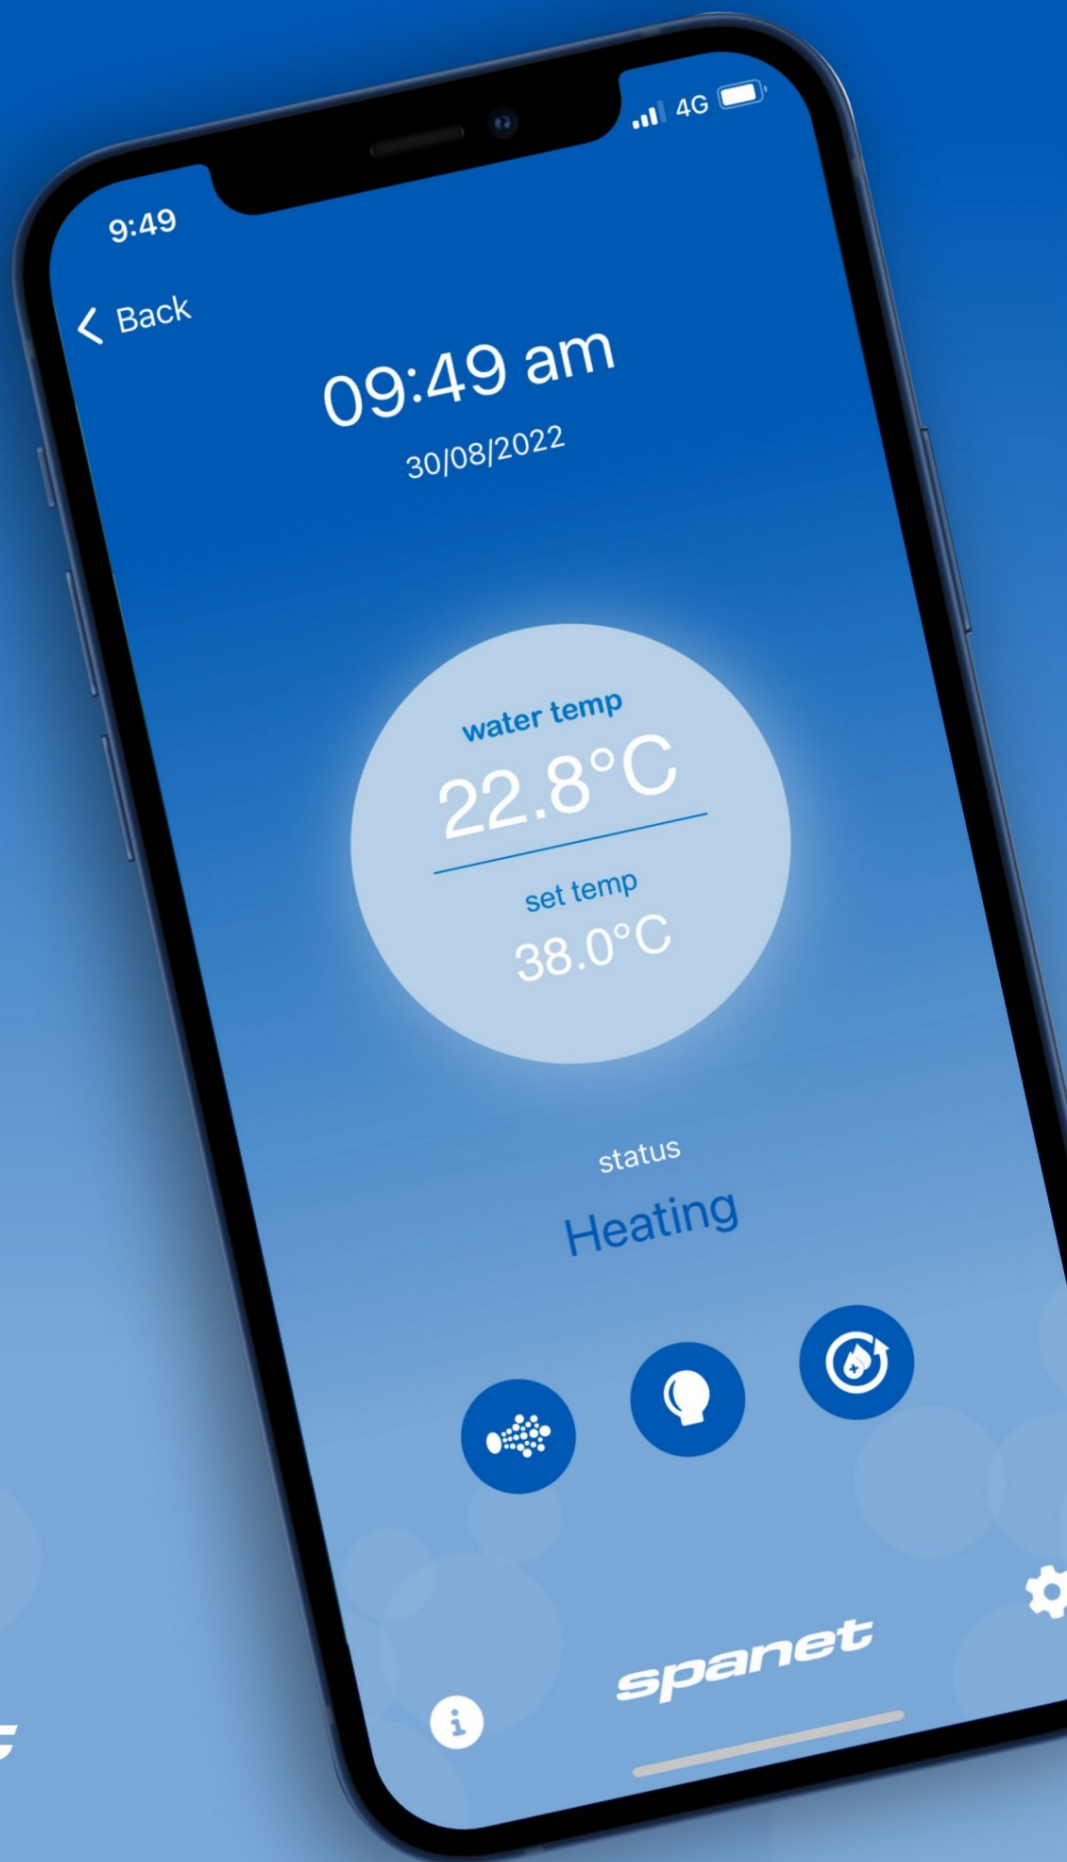 9:49
4G
Back
09:49 am
30/08/2022
water temp
22.8°C
set temp
38.0°C
status
Heating
spanet
i